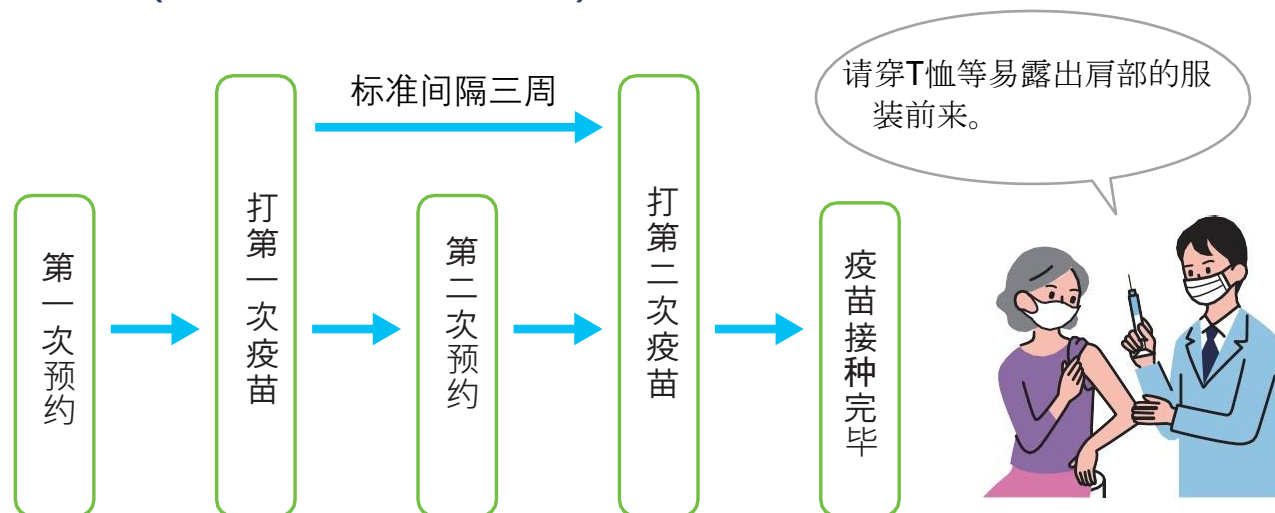 标准间隔三周
请穿T恤等易露出肩部的服
装前来。
第一次预约
打第一次疫苗
第二次预约
打第二次疫苗
疫苗接种完毕